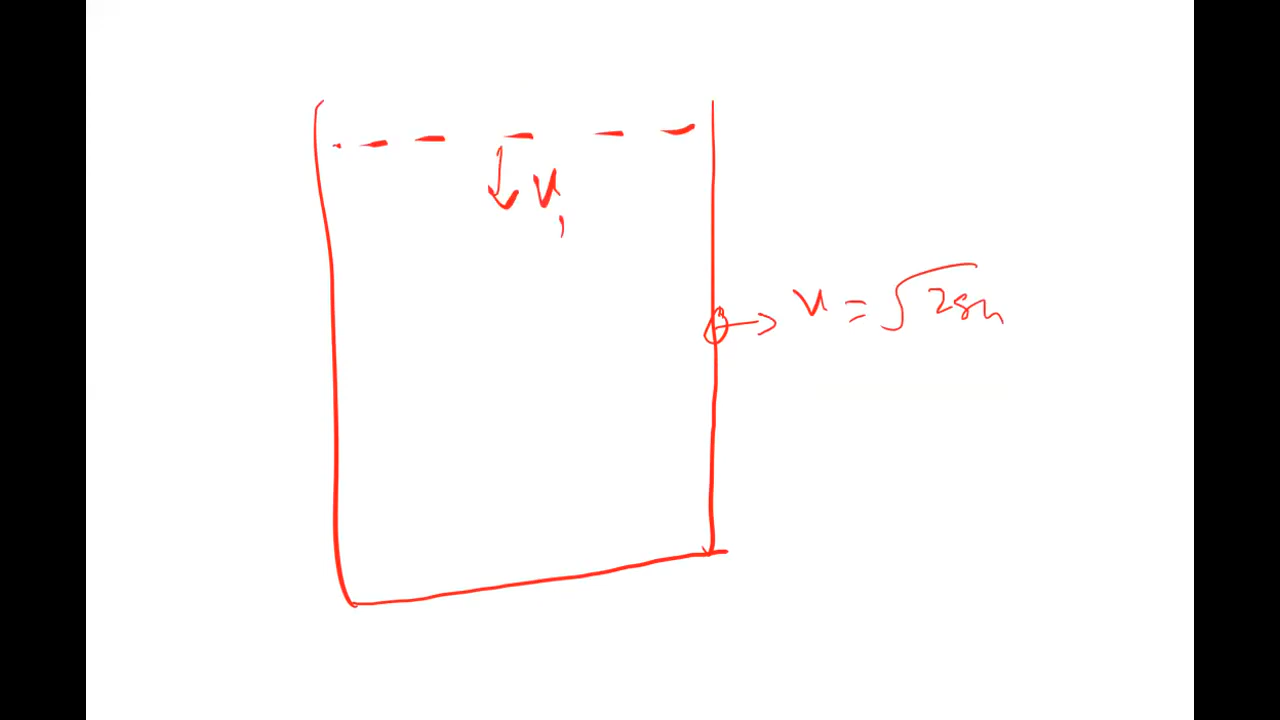 v₁
v = √2gh